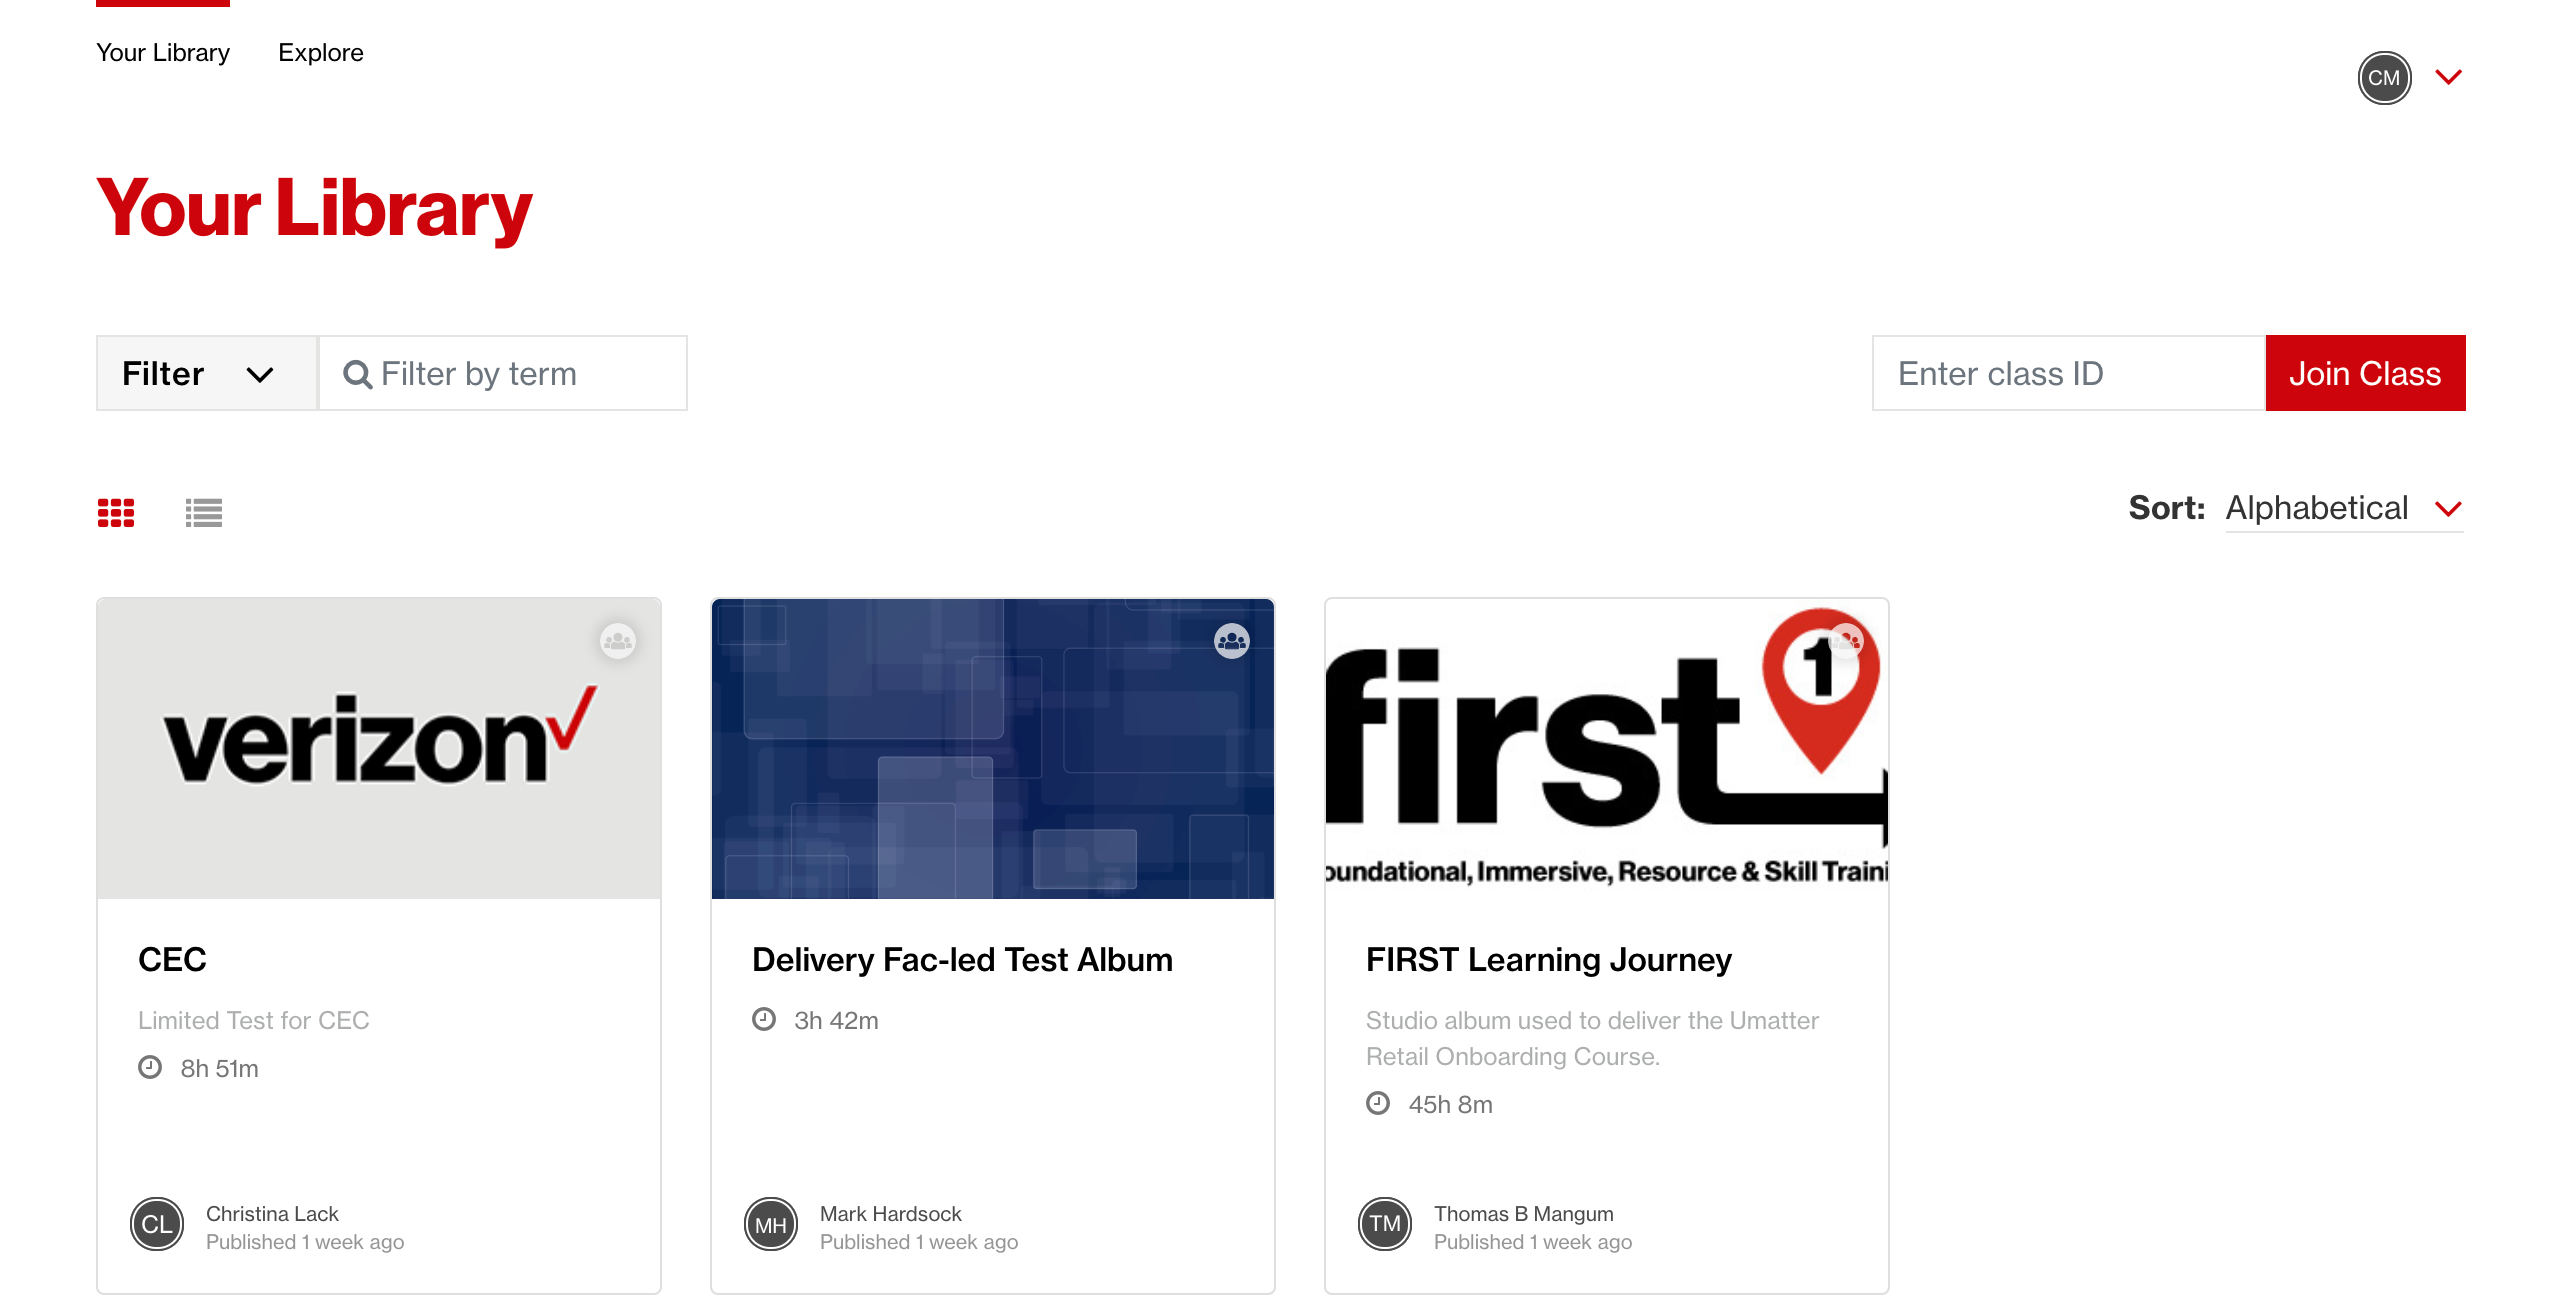 Your Library
Explore
CM
Your Library
Filter
Filter by term
Enter class ID
Join Class
Sort: Alphabetical
verizon
first
1
oundational, Immersive, Resource & Skill Traini
CEC
Limited Test for CEC
8h 51m
CL
Christina Lack
Published 1 week ago
Delivery Fac-led Test Album
3h 42m
MH
Mark Hardsock
Published 1 week ago
FIRST Learning Journey
Studio album used to deliver the Umatter
Retail Onboarding Course.
45h 8m
TM
Thomas B Mangum
Published 1 week ago